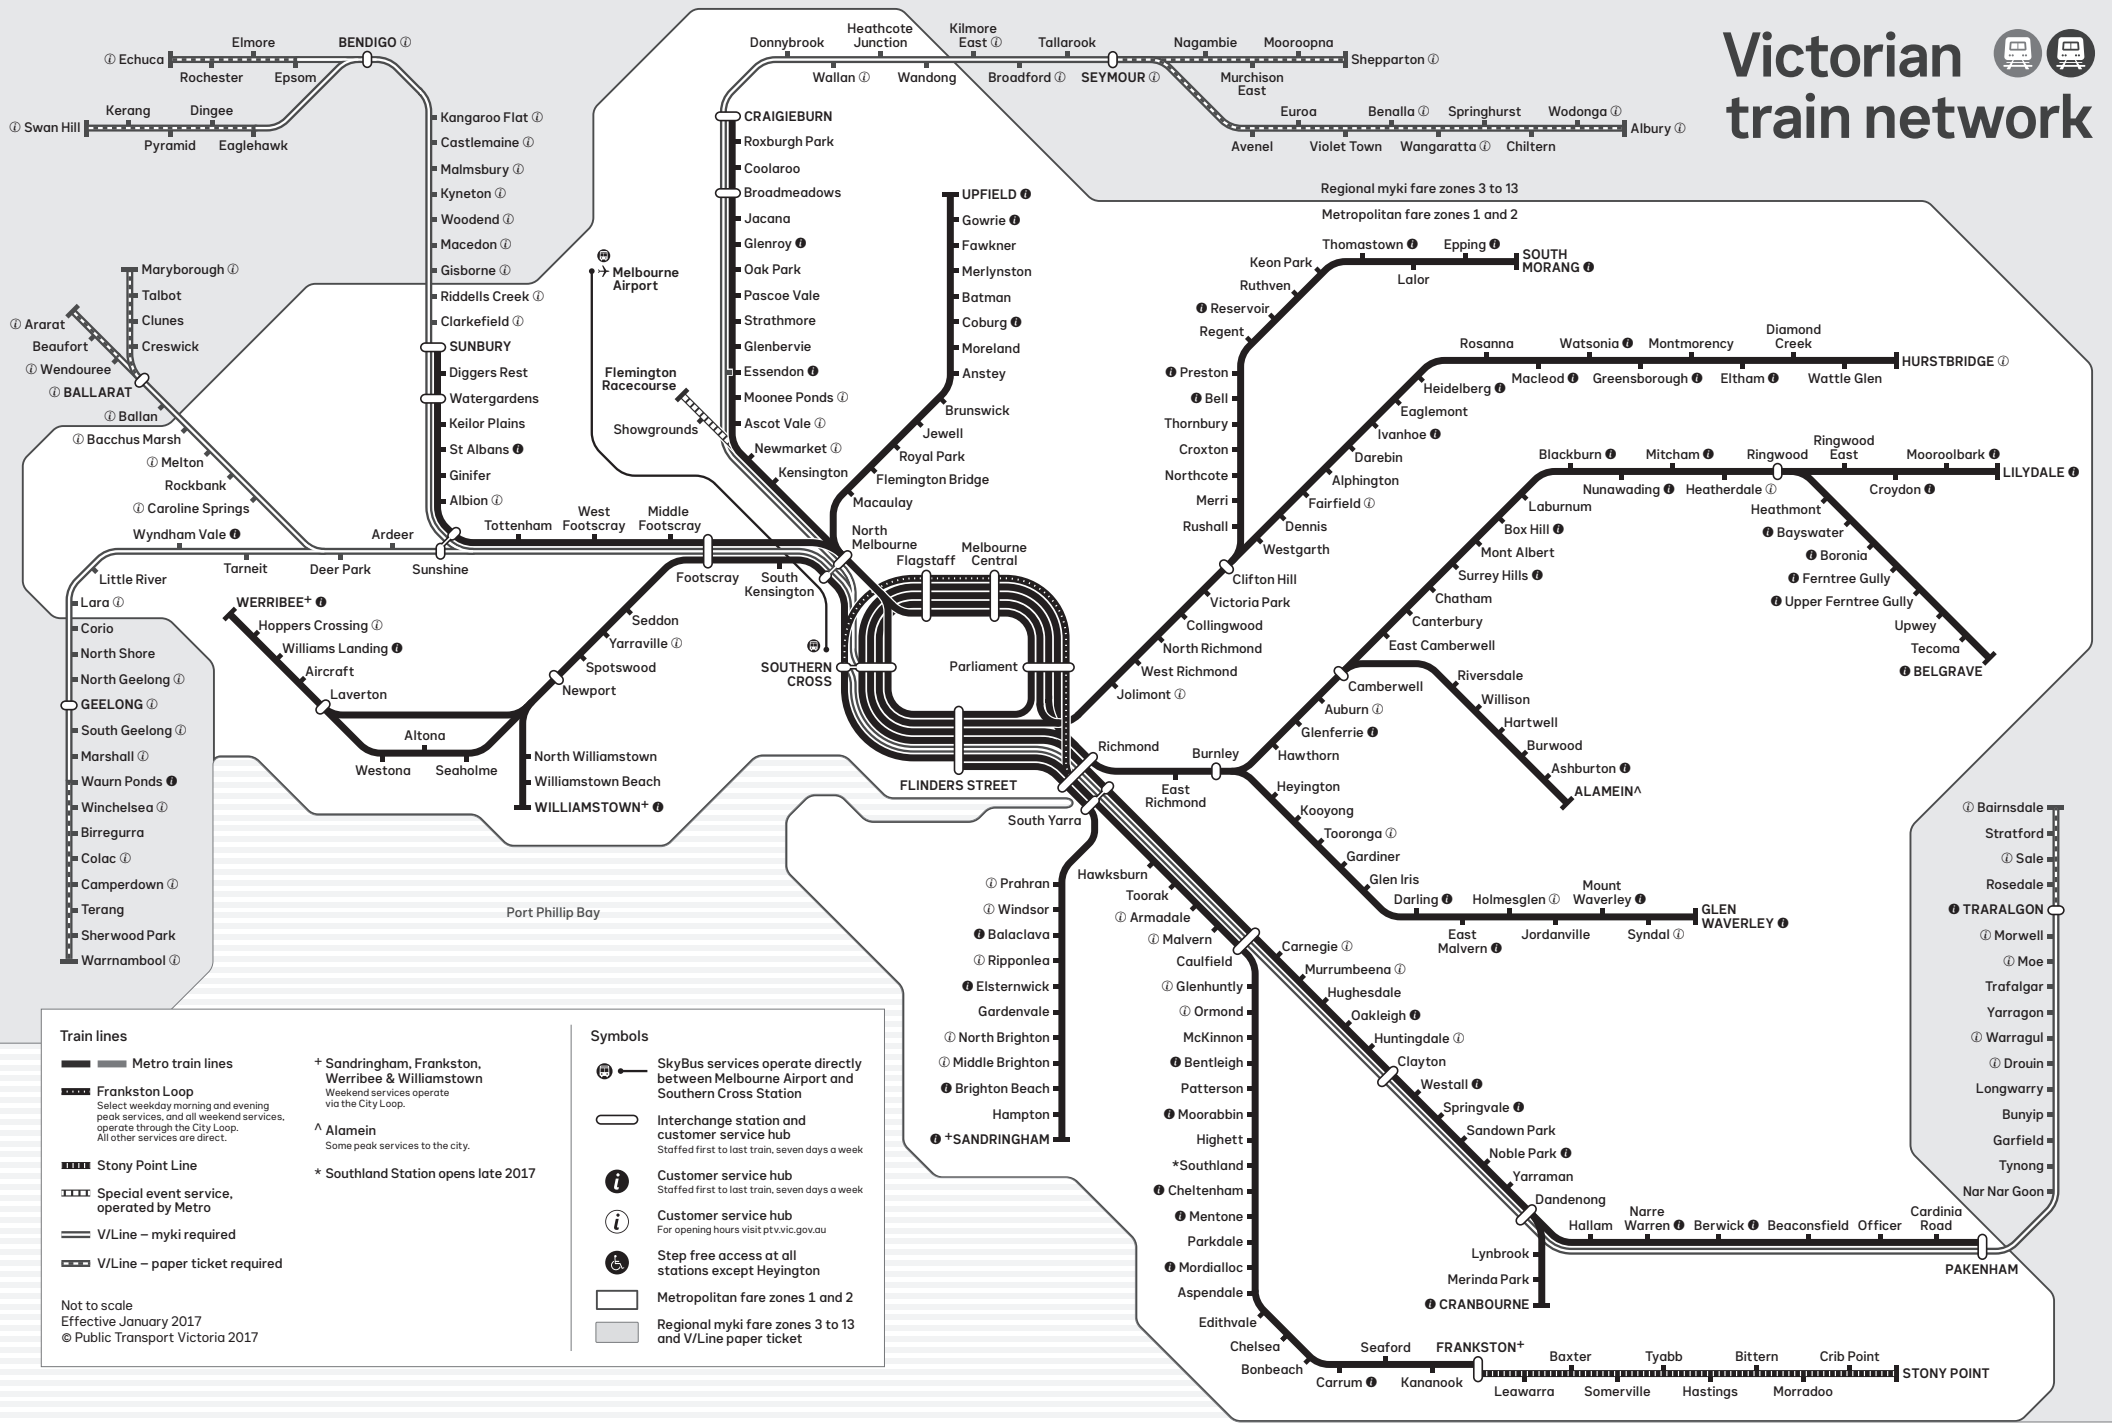 Victorian
train network
Echuca
Elmore
BENDIGO
Rochester
Epsom
Kerang
Dingee
Swan Hill
Pyramid
Eaglehawk
Kangaroo Flat
Castlemaine
Malmsbury
Kyneton
Woodend
Macedon
Gisborne
Riddells Creek
Clarkefield
SUNBURY
Diggers Rest
Watergardens
Keilor Plains
St Albans
Ginifer
Albion
Maryborough
Talbot
Clunes
Creswick
Ararat
Beaufort
Wendouree
BALLARAT
Ballan
Bacchus Marsh
Melton
Rockbank
Caroline Springs
Wyndham Vale
Ardeer
Tarneit
Deer Park
Sunshine
Little River
Lara
Corio
North Shore
North Geelong
GEELONG
South Geelong
Marshall
Waurn Ponds
Winchelsea
Birregurra
Colac
Camperdown
Terang
Sherwood Park
Warrnambool
WERRIBEE+
Hoppers Crossing
Williams Landing
Aircraft
Laverton
Altona
Westona
Seaholme
North Williamstown
Williamstown Beach
WILLIAMSTOWN+
Newport
Spotswood
Yarraville
Seddon
Tottenham
West
Footscray
Middle
Footscray
Footscray
South
Kensington
Melbourne
Airport
Flemington
Racecourse
Showgrounds
Donnybrook
Heathcote
Junction
Kilmore
East
Tallarook
Nagambie
Mooroopna
Shepparton
Wallan
Wandong
Broadford
SEYMOUR
Murchison
East
Euroa
Benalla
Springhurst
Wodonga
Albury
Avenel
Violet Town
Wangaratta
Chiltern
CRAIGIEBURN
Roxburgh Park
Coolaroo
Broadmeadows
Jacana
Glenroy
Oak Park
Pascoe Vale
Strathmore
Glenbervie
Essendon
Moonee Ponds
Ascot Vale
Newmarket
Kensington
UPFIELD
Gowrie
Fawkner
Merlynston
Batman
Coburg
Moreland
Anstey
Brunswick
Jewell
Royal Park
Flemington Bridge
Macaulay
North
Melbourne
Flagstaff
Melbourne
Central
SOUTHERN
CROSS
Parliament
FLINDERS STREET
Regional myki fare zones 3 to 13
Metropolitan fare zones 1 and 2
Thomastown
Epping
SOUTH
MORANG
Keon Park
Lalor
Ruthven
Reservoir
Regent
Preston
Bell
Thornbury
Croxton
Northcote
Merri
Rushall
Rosanna
Watsonia
Montmorency
Diamond
Creek
HURSTBRIDGE
Macleod
Greensborough
Eltham
Wattle Glen
Heidelberg
Eaglemont
Ivanhoe
Darebin
Alphington
Fairfield
Dennis
Westgarth
Clifton Hill
Victoria Park
Collingwood
North Richmond
West Richmond
Jolimont
Blackburn
Mitcham
Ringwood
Ringwood
East
Mooroolbark
LILYDALE
Nunawading
Heatherdale
Croydon
Laburnum
Box Hill
Mont Albert
Surrey Hills
Chatham
Canterbury
East Camberwell
Camberwell
Auburn
Glenferrie
Hawthorn
Heathmont
Bayswater
Boronia
Ferntree Gully
Upper Ferntree Gully
Upwey
Tecoma
BELGRAVE
Riversdale
Willison
Hartwell
Burwood
Ashburton
ALAMEIN^
Richmond
Burnley
East
Richmond
South Yarra
Heyington
Kooyong
Tooronga
Gardiner
Glen Iris
Darling
Holmesglen
Mount
Waverley
GLEN
WAVERLEY
East
Malvern
Jordanville
Syndal
Prahran
Windsor
Balaclava
Ripponlea
Elsternwick
Gardenvale
North Brighton
Middle Brighton
Brighton Beach
Hampton
+SANDRINGHAM
Hawksburn
Toorak
Armadale
Malvern
Caulfield
Glenhuntly
Ormond
McKinnon
Bentleigh
Patterson
Moorabbin
Highett
*Southland
Cheltenham
Mentone
Parkdale
Mordialloc
Aspendale
Edithvale
Chelsea
Bonbeach
Carrum
Seaford
Kananook
FRANKSTON+
Leawarra
Baxter
Somerville
Tyabb
Hastings
Bittern
Morradoo
Crib Point
STONY POINT
Carnegie
Murrumbeena
Hughesdale
Oakleigh
Huntingdale
Clayton
Westall
Springvale
Sandown Park
Noble Park
Yarraman
Dandenong
Lynbrook
Merinda Park
CRANBOURNE
Hallam
Narre
Warren
Berwick
Beaconsfield
Officer
Cardinia
Road
PAKENHAM
Bairnsdale
Stratford
Sale
Rosedale
TRARALGON
Morwell
Moe
Trafalgar
Yarragon
Warragul
Drouin
Longwarry
Bunyip
Garfield
Tynong
Nar Nar Goon
Port Phillip Bay
Train lines
Metro train lines
Frankston Loop
Select weekday morning and evening
peak services, and all weekend services,
operate through the City Loop.
All other services are direct.
Stony Point Line
Special event service,
operated by Metro
V/Line – myki required
V/Line – paper ticket required
Not to scale
Effective January 2017
© Public Transport Victoria 2017
+ Sandringham, Frankston,
Werribee & Williamstown
Weekend services operate
via the City Loop.
^ Alamein
Some peak services to the city.
* Southland Station opens late 2017
Symbols
SkyBus services operate directly
between Melbourne Airport and
Southern Cross Station
Interchange station and
customer service hub
Staffed first to last train, seven days a week
Customer service hub
Staffed first to last train, seven days a week
Customer service hub
For opening hours visit ptv.vic.gov.au
Step free access at all
stations except Heyington
Metropolitan fare zones 1 and 2
Regional myki fare zones 3 to 13
and V/Line paper ticket